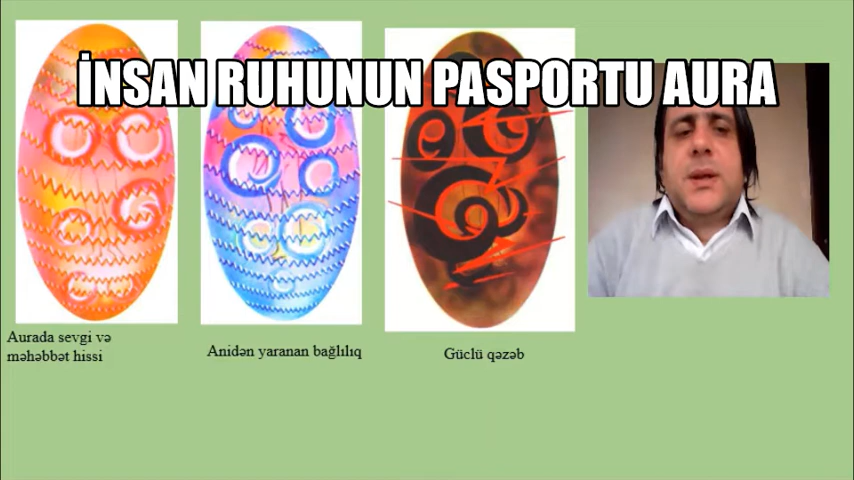 İNSAN RUHUNUN PASPORTU AURA
Aurada sevgi və
məhəbbət hissi
Anidən yaranan bağlılıq
Güclü qəzəb